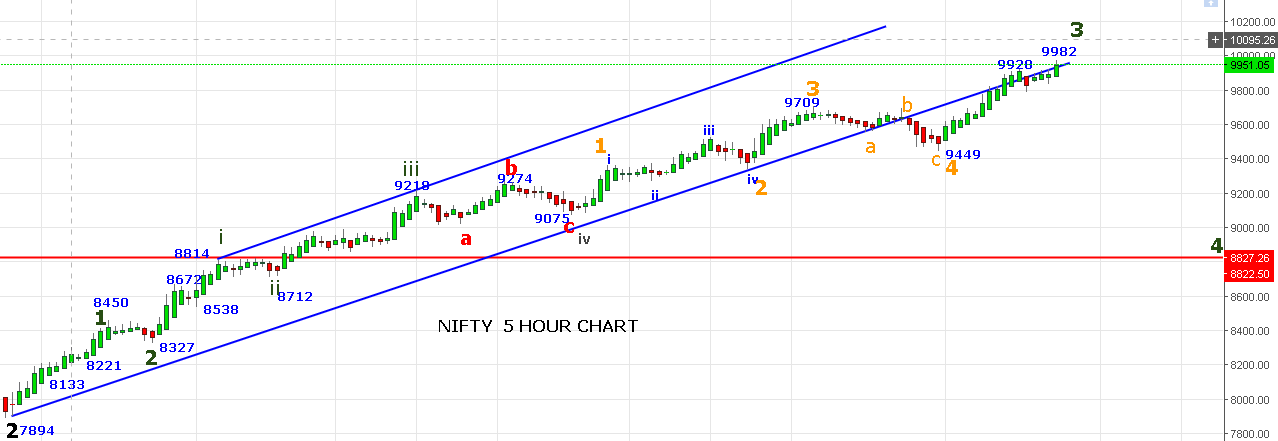 10200.00
3
+ 10095.26
9982
10000.00
9928
9951.05
3
9709
9800.00
b
9600.00
1
iii
i
a
9449
c
4
9400.00
iii
b
9218
9274
iv
2
9200.00
ii
9075
c
a
iv
9000.00
i
8814
4
8827.26
8822.50
8672
ii
8712
8600.00
8450
8538
1
NIFTY 5 HOUR CHART
8400.00
2
8327
8221
8200.00
8133
8000.00
2
7894
7800.00